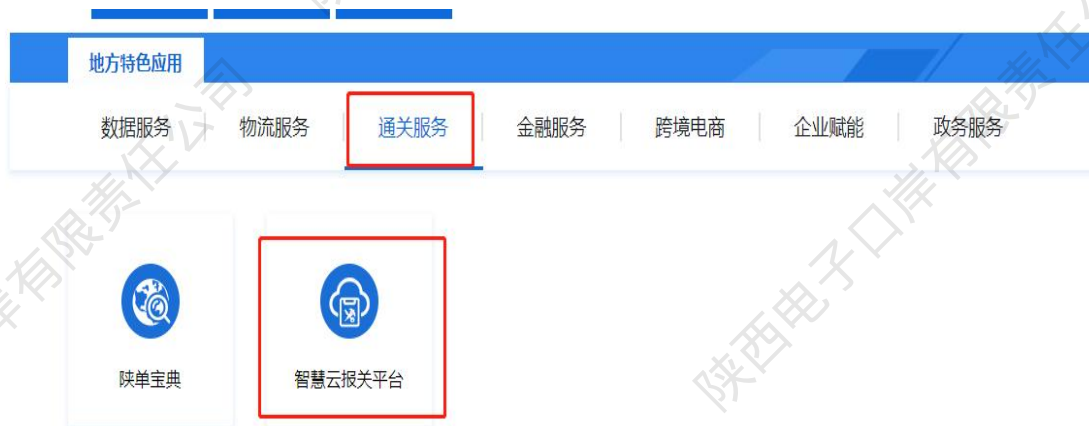 地方特色应用
数据服务 物流服务 通关服务 金融服务 跨境电商 企业赋能 政务服务
陕单宝典 智慧云报关平台
陕西电子口岸有限责任公司